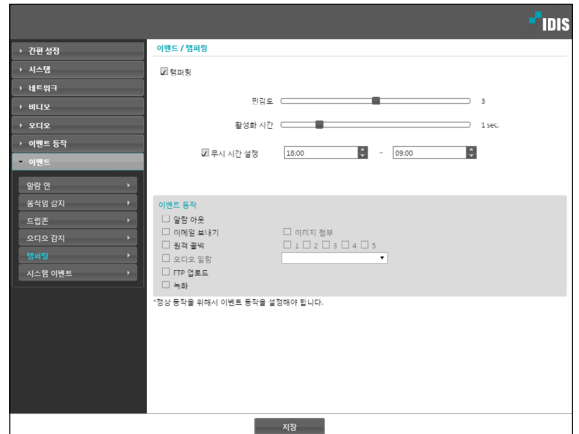 IDIS
간편 설정
시스템
네트워크
비디오
오디오
이벤트 동작
이벤트
알람 인
움직임 감지
트립존
오디오 감지
탬퍼링
시스템 이벤트
이벤트 / 탬퍼링
탬퍼링
민감도 3
활성화 시간 1 sec.
무시 시간 설정 18:00 ~ 09:00
이벤트 동작
알람 아웃
이메일 보내기 이미지 첨부
원격 콜백 1 2 3 4 5
오디오 알람
FTP 업로드
녹화
*정상 동작을 위해서 이벤트 동작을 설정해야 합니다.
저장